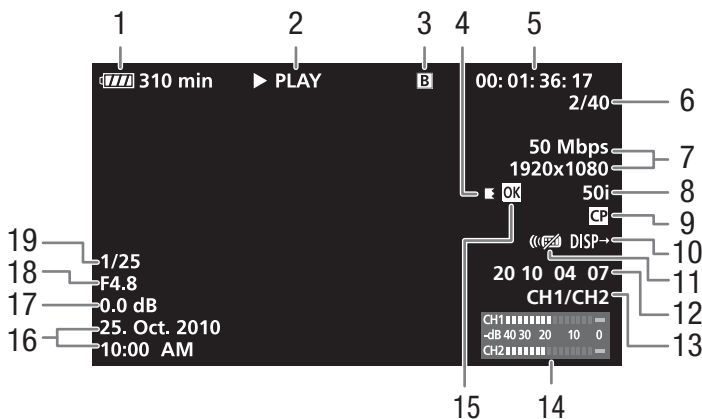 1 2 3 4 5
310 min ▶ PLAY B 00: 01: 36: 17
2/40 6
50 Mbps
1920x1080 7
OK 50i 8
CP 9
DISP→ 10
11
19 1/25
18 F4.8 20 10 04 07 12
17 0.0 dB CH1/CH2 13
16 25. Oct. 2010
10:00 AM
CH1
-dB 40 30 20 10 0
CH2
15 14